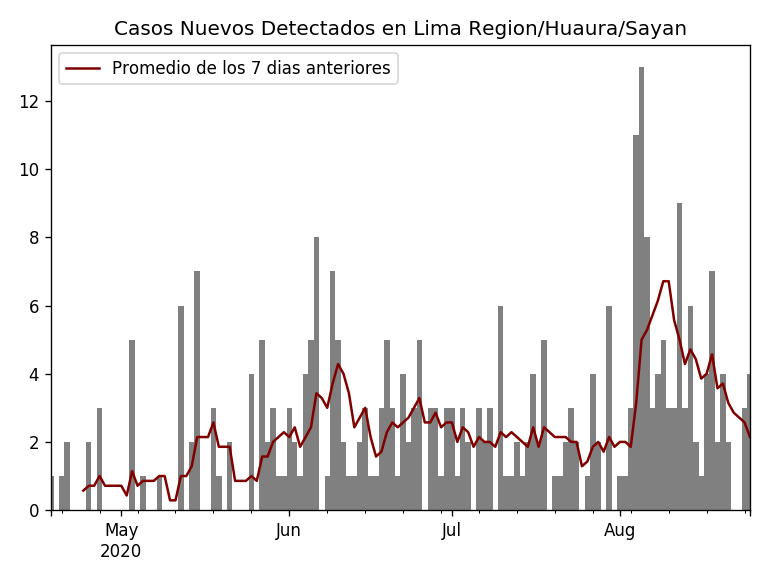 Casos Nuevos Detectados en Lima Region/Huaura/Sayan
Promedio de los 7 dias anteriores
12
10
8
6
4
2
0
May
2020
Jun
Jul
Aug